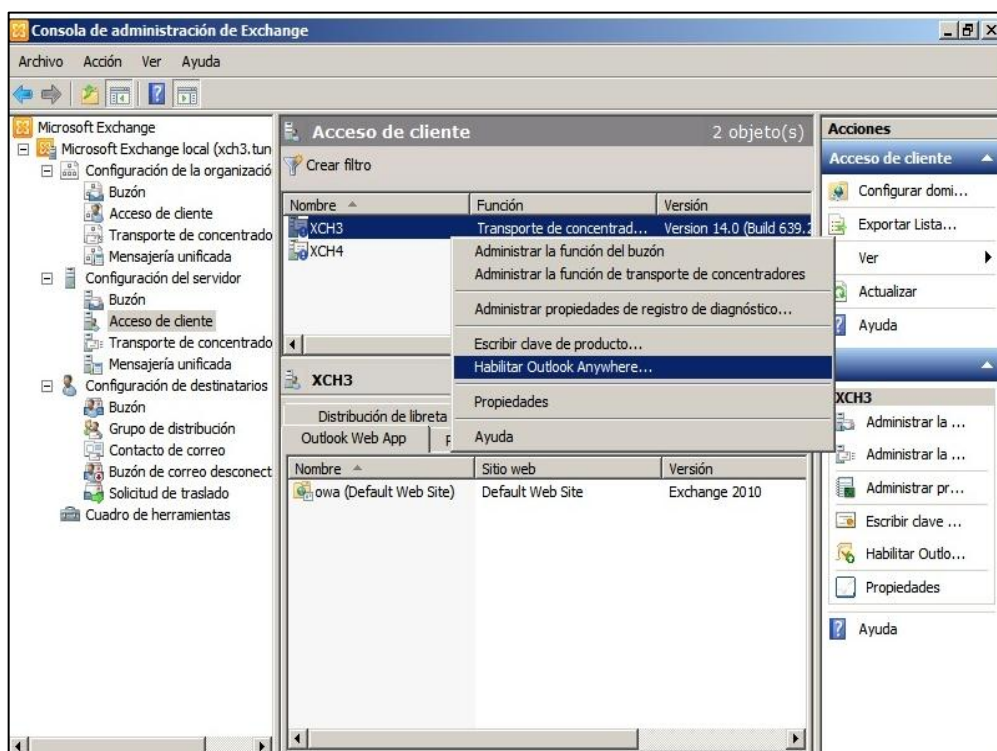 Consola de administración de Exchange
Archivo Acción Ver Ayuda
Microsoft Exchange
Microsoft Exchange local (xch3.tun
Configuración de la organizació
Buzón
Acceso de cliente
Transporte de concentrado
Mensajería unificada
Configuración del servidor
Buzón
Acceso de cliente
Transporte de concentrado
Mensajería unificada
Configuración de destinatarios
Buzón
Grupo de distribución
Contacto de correo
Buzón de correo desconect
Solicitud de traslado
Cuadro de herramientas
Acceso de cliente 2 objeto(s)
Crear filtro
Nombre Función Versión
XCH3 Transporte de concentrad... Version 14.0 (Build 639.2
XCH4
Administrar la función del buzón
Administrar la función de transporte de concentradores
Administrar propiedades de registro de diagnóstico...
Escribir clave de producto...
Habilitar Outlook Anywhere...
Propiedades
Ayuda
XCH3
Distribución de libreta
Outlook Web App
Nombre Sitio web Versión
owa (Default Web Site) Default Web Site Exchange 2010
Acciones
Acceso de cliente
Configurar domi...
Exportar Lista...
Ver
Actualizar
Ayuda
XCH3
Administrar la ...
Administrar la ...
Administrar pr...
Escribir clave ...
Habilitar Outlo...
Propiedades
Ayuda